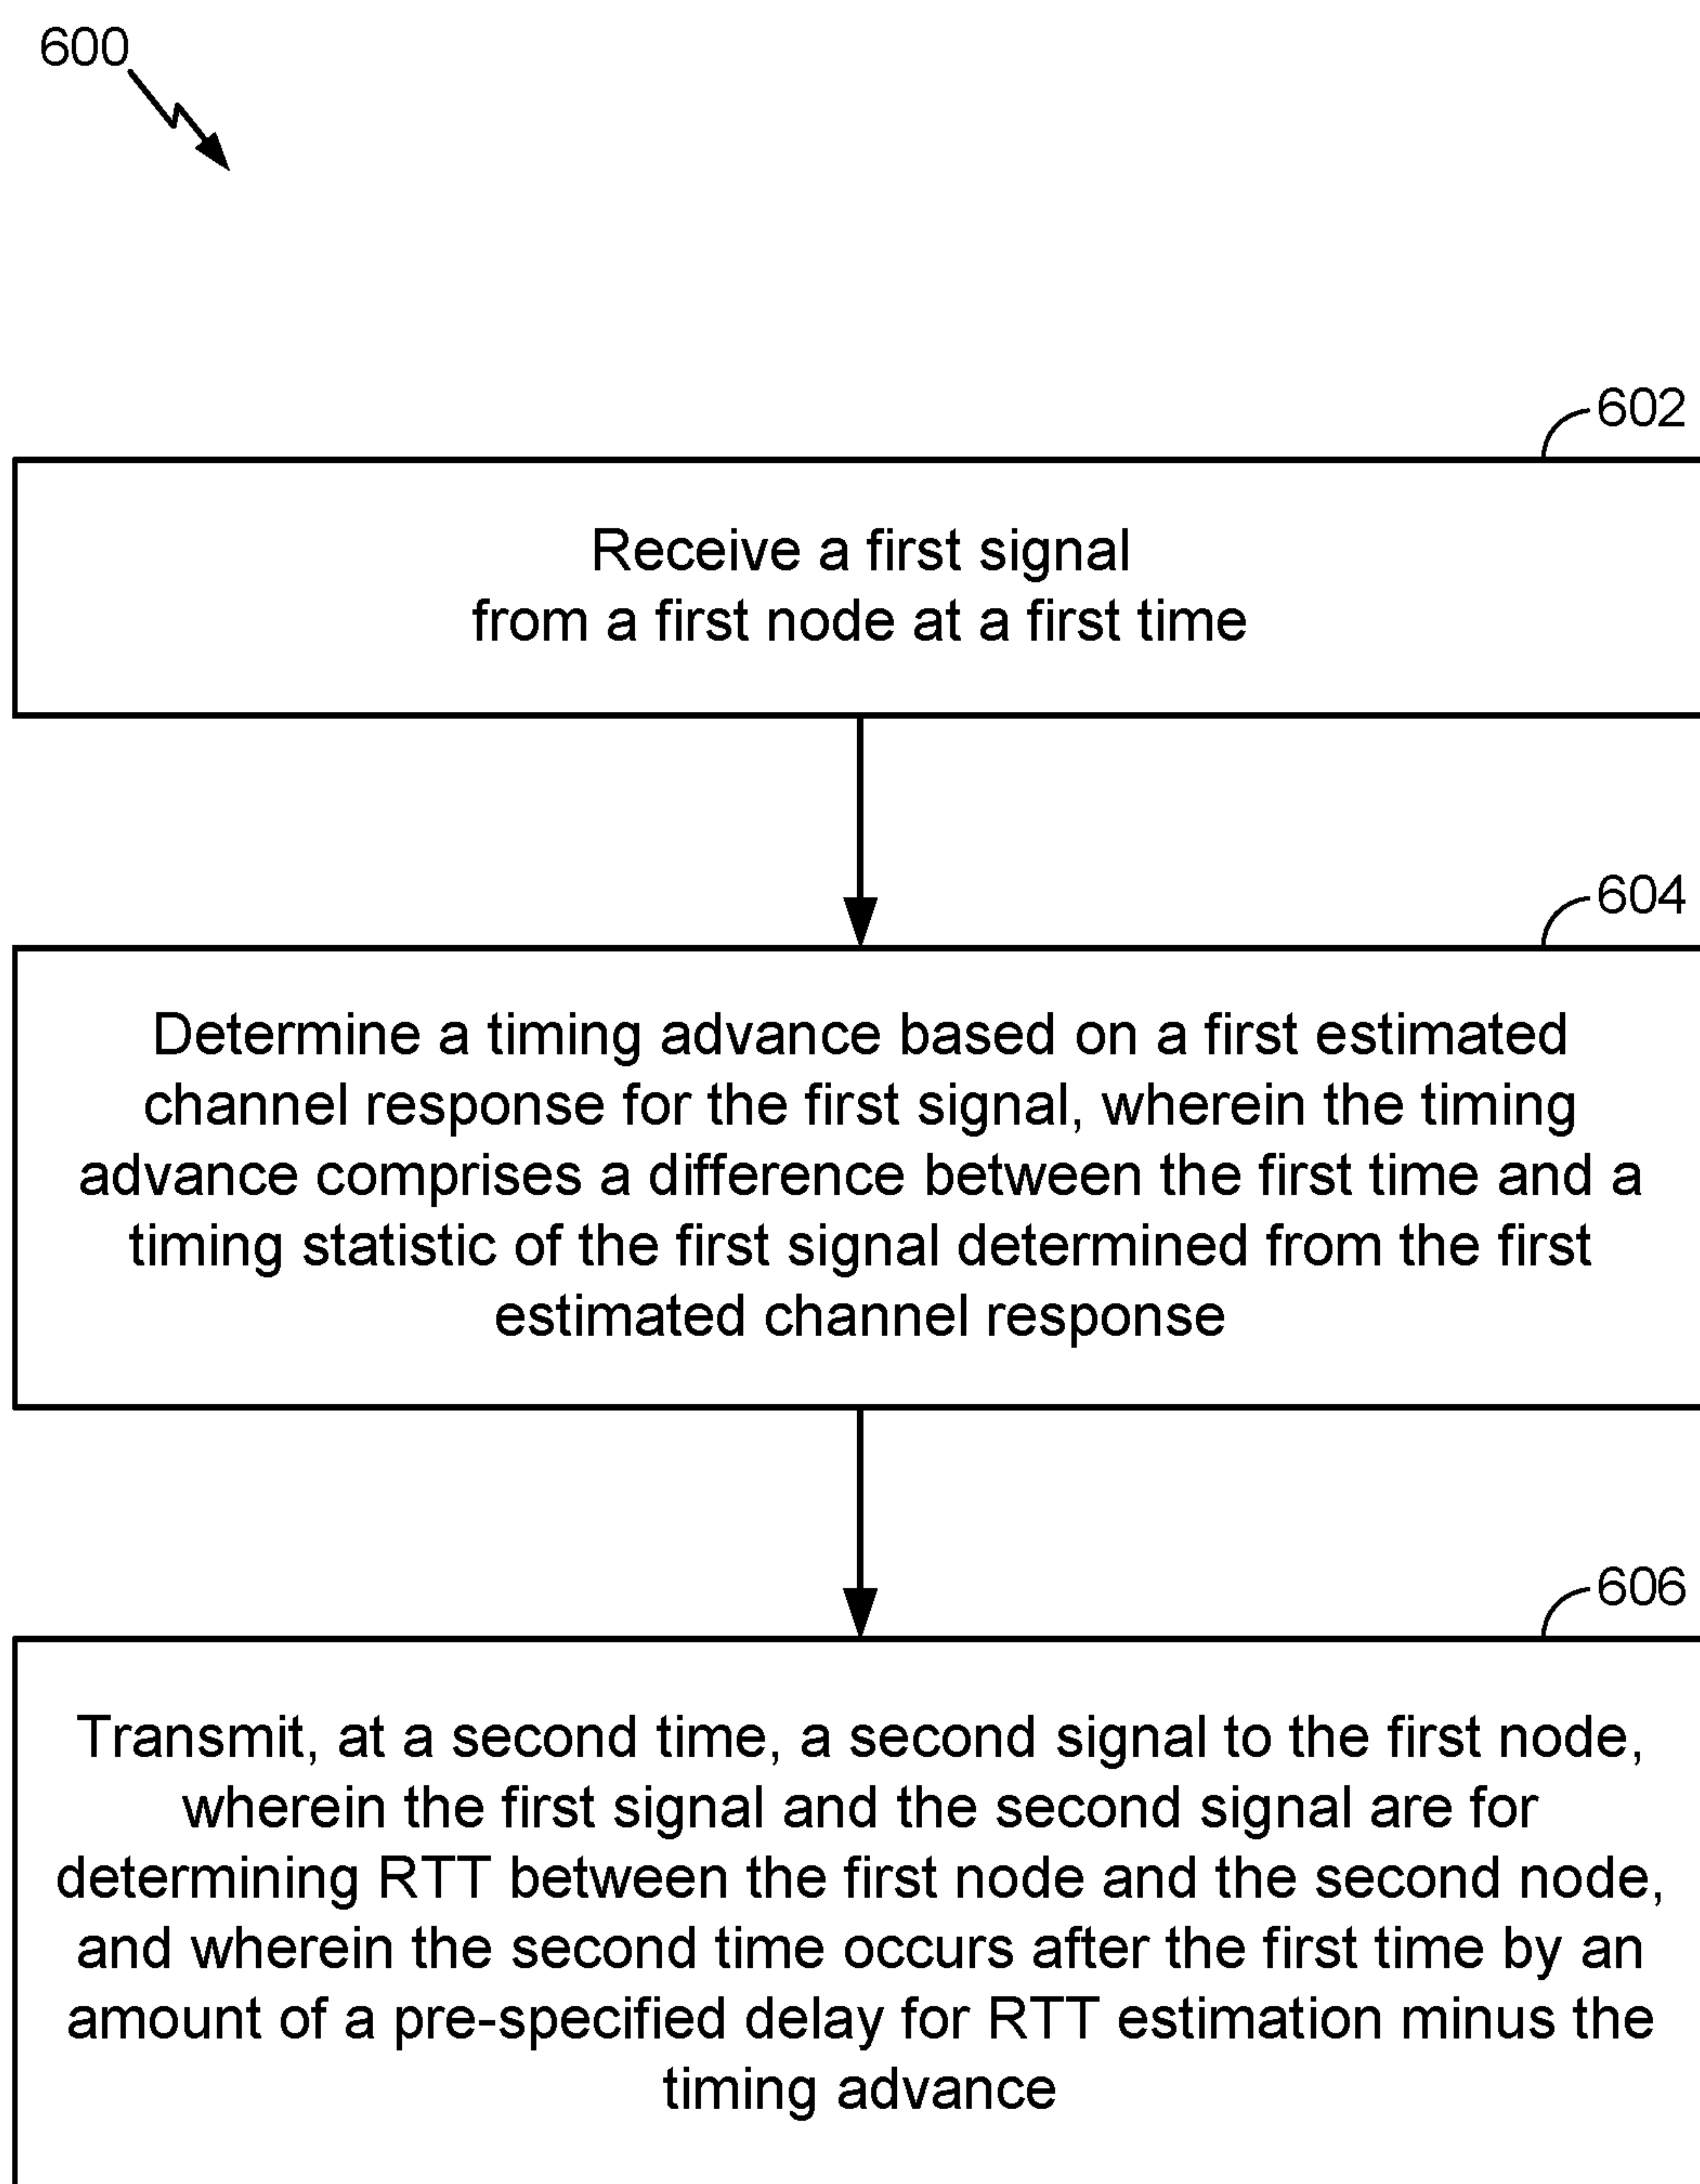 600
602
Receive a first signal
from a first node at a first time
604
Determine a timing advance based on a first estimated
channel response for the first signal, wherein the timing
advance comprises a difference between the first time and a
timing statistic of the first signal determined from the first
estimated channel response
606
Transmit, at a second time, a second signal to the first node,
wherein the first signal and the second signal are for
determining RTT between the first node and the second node,
and wherein the second time occurs after the first time by an
amount of a pre-specified delay for RTT estimation minus the
timing advance